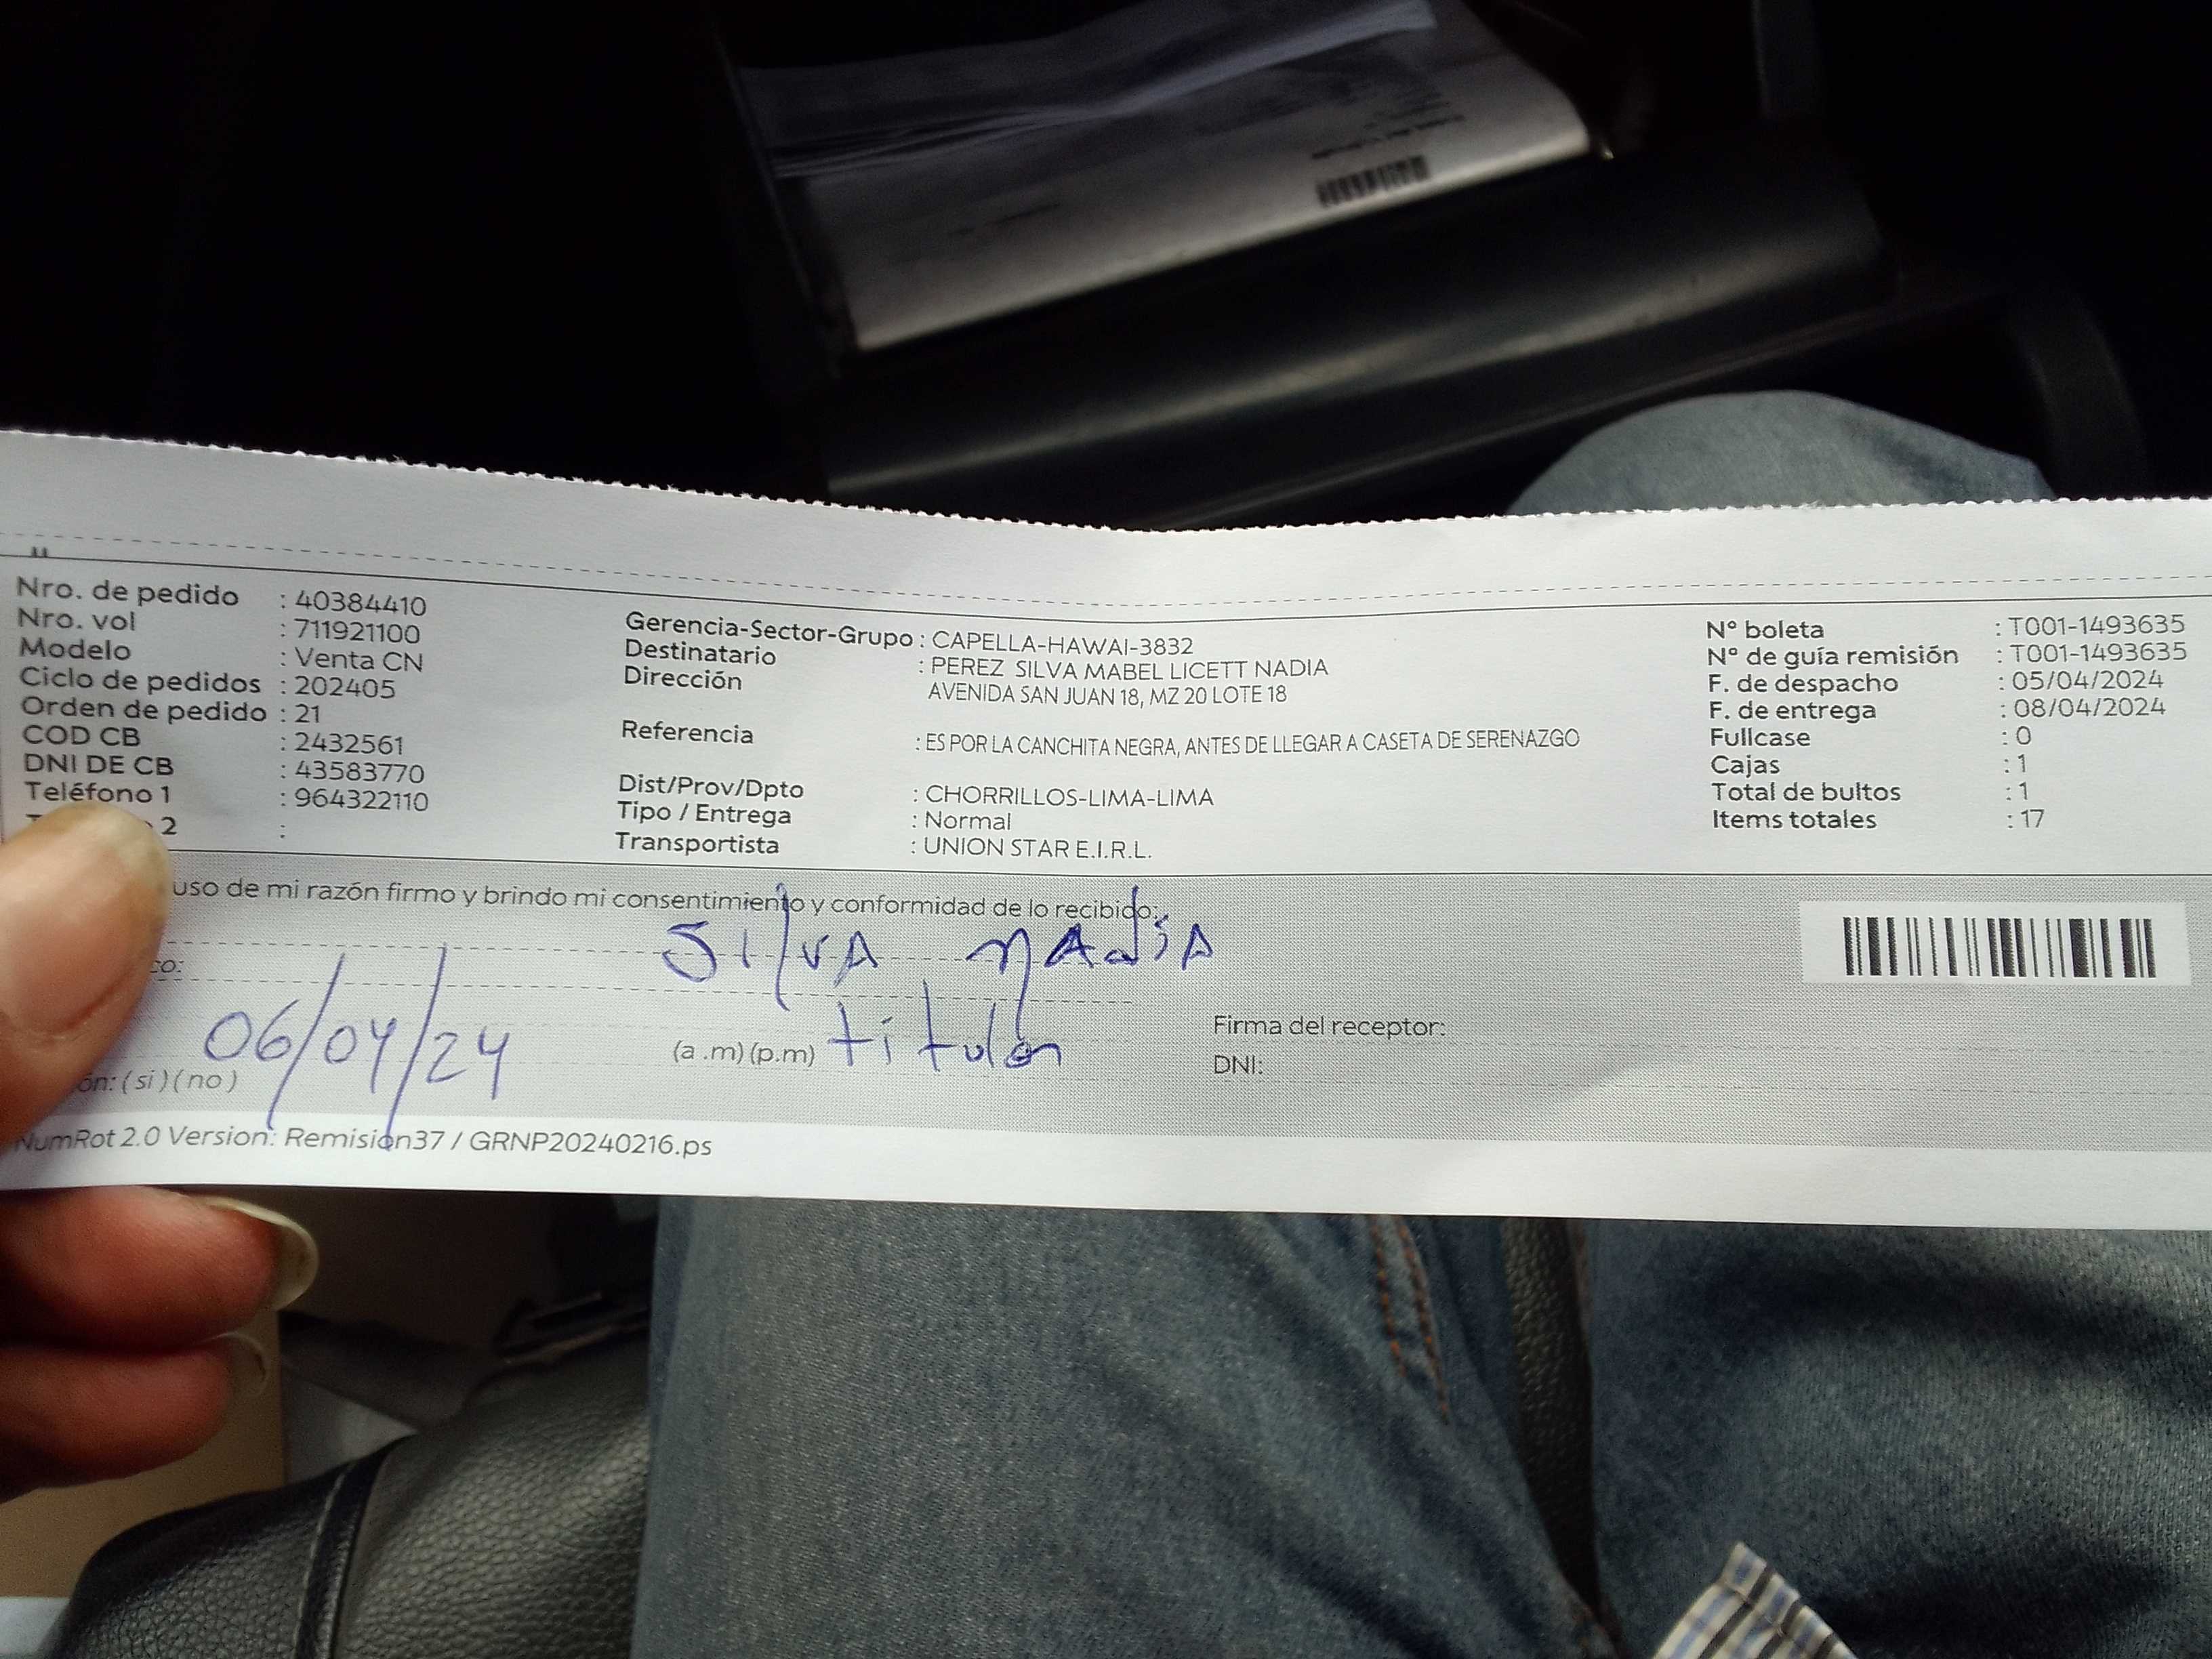 Nro. de pedido : 40384410
Nro. vol : 711921100
Modelo : Venta CN
Ciclo de pedidos : 202405
Orden de pedido : 21
COD CB : 2432561
DNI DE CB : 43583770
Teléfono 1 : 964322110
2 :
Gerencia-Sector-Grupo : CAPELLA-HAWAI-3832
Destinatario : PEREZ SILVA MABEL LICETT NADIA
Dirección AVENIDA SAN JUAN 18, MZ 20 LOTE 18
Referencia : ES POR LA CANCHITA NEGRA, ANTES DE LLEGAR A CASETA DE SERENAZGO
Dist/Prov/Dpto : CHORRILLOS-LIMA-LIMA
Tipo / Entrega : Normal
Transportista : UNION STAR E.I.R.L.
N° boleta : T001-1493635
N° de guía remisión : T001-1493635
F. de despacho : 05/04/2024
F. de entrega : 08/04/2024
Fullcase : 0
Cajas : 1
Total de bultos : 1
Items totales : 17
uso de mi razón firmo y brindo mi consentimiento y conformidad de lo recibido:
Silva Nadia
06/04/24
(a .m) (p.m) titular
Firma del receptor:
DNI:
(si) (no)
NumRot 2.0 Version: Remision37 / GRNP20240216.ps